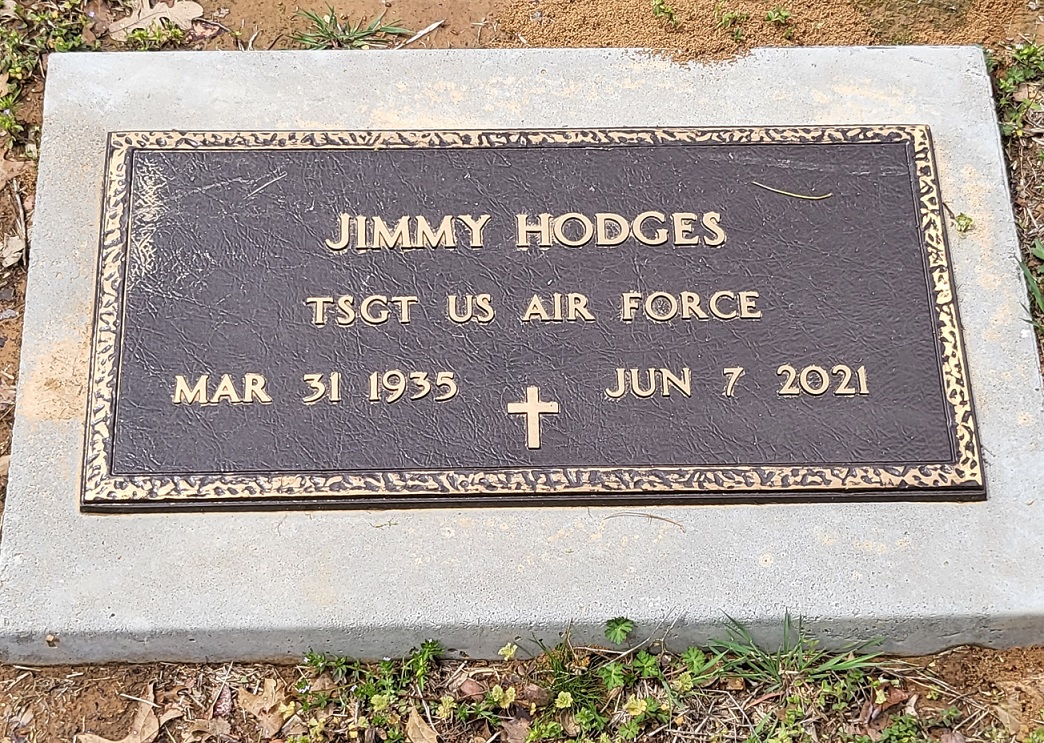 JIMMY HODGES
TSGT US AIR FORCE
MAR 31 1935 JUN 7 2021